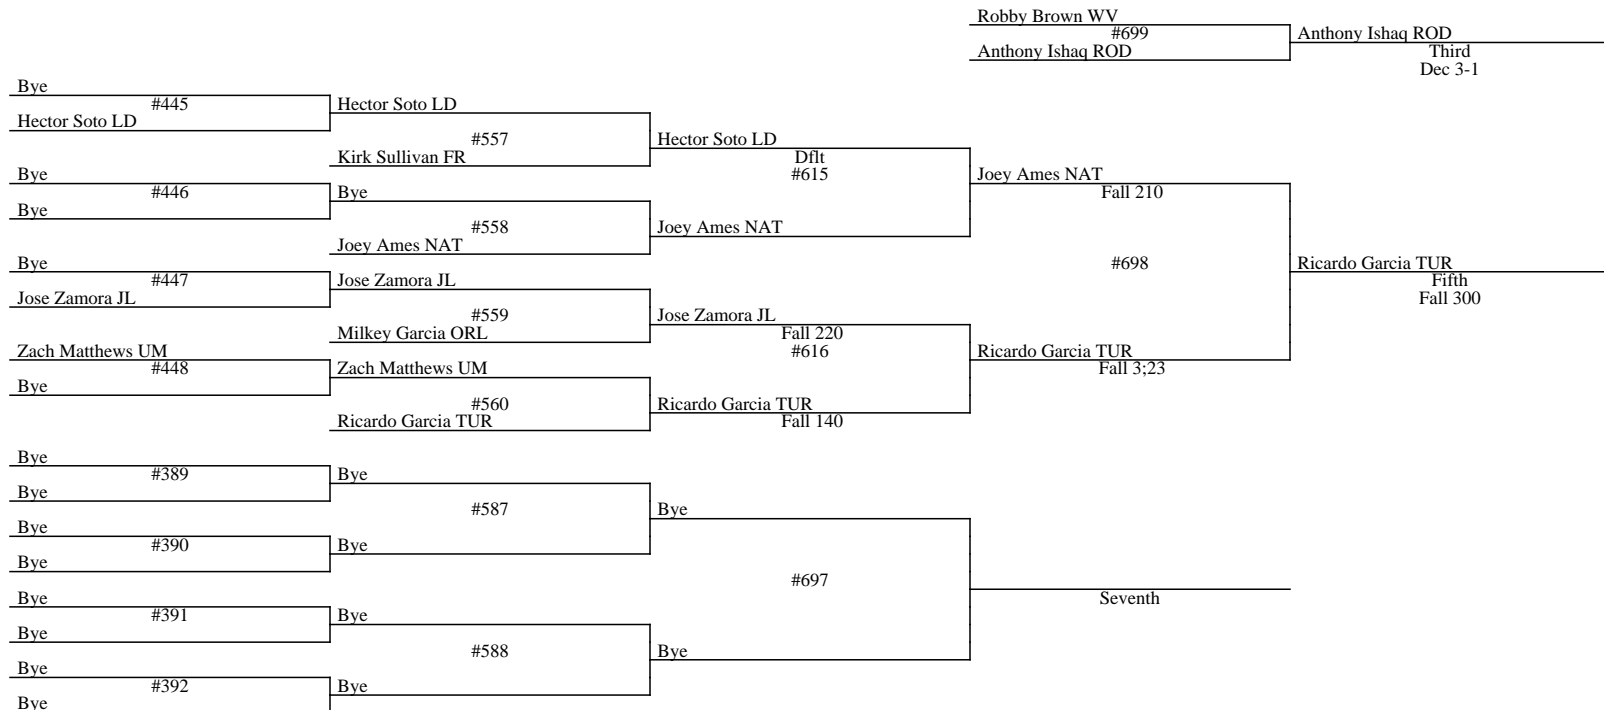 Robby Brown WV
#699
Anthony Ishaq ROD
Anthony Ishaq ROD
Third
Dec 3-1
Bye
#445
Hector Soto LD
Hector Soto LD
#557
Kirk Sullivan FR
Hector Soto LD
Dflt
#615
Bye
#446
Bye
Bye
#558
Joey Ames NAT
Joey Ames NAT
Joey Ames NAT
Fall 210
Bye
#447
Jose Zamora JL
Jose Zamora JL
#559
Milkey Garcia ORL
Jose Zamora JL
Fall 220
#616
#698
Ricardo Garcia TUR
Fifth
Fall 300
Zach Matthews UM
#448
Bye
Zach Matthews UM
#560
Ricardo Garcia TUR
Ricardo Garcia TUR
Fall 140
Ricardo Garcia TUR
Fall 3;23
Bye
#389
Bye
Bye
#587
Bye
#390
Bye
Bye
Bye
#697
Seventh
Bye
#391
Bye
Bye
#588
Bye
Bye
#392
Bye
Bye